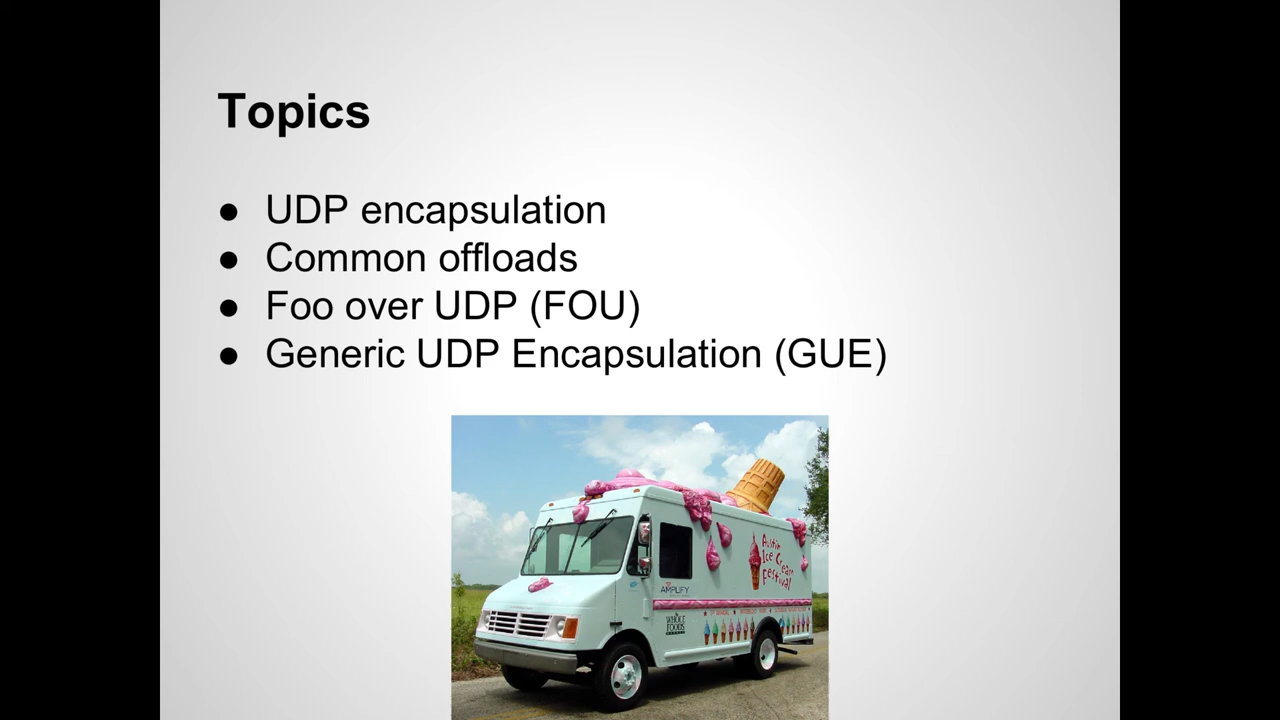 Topics
● UDP encapsulation
● Common offloads
● Foo over UDP (FOU)
● Generic UDP Encapsulation (GUE)
Austin
Ice Cream
Festival
AMPLIFY
WHOLE
FOODS